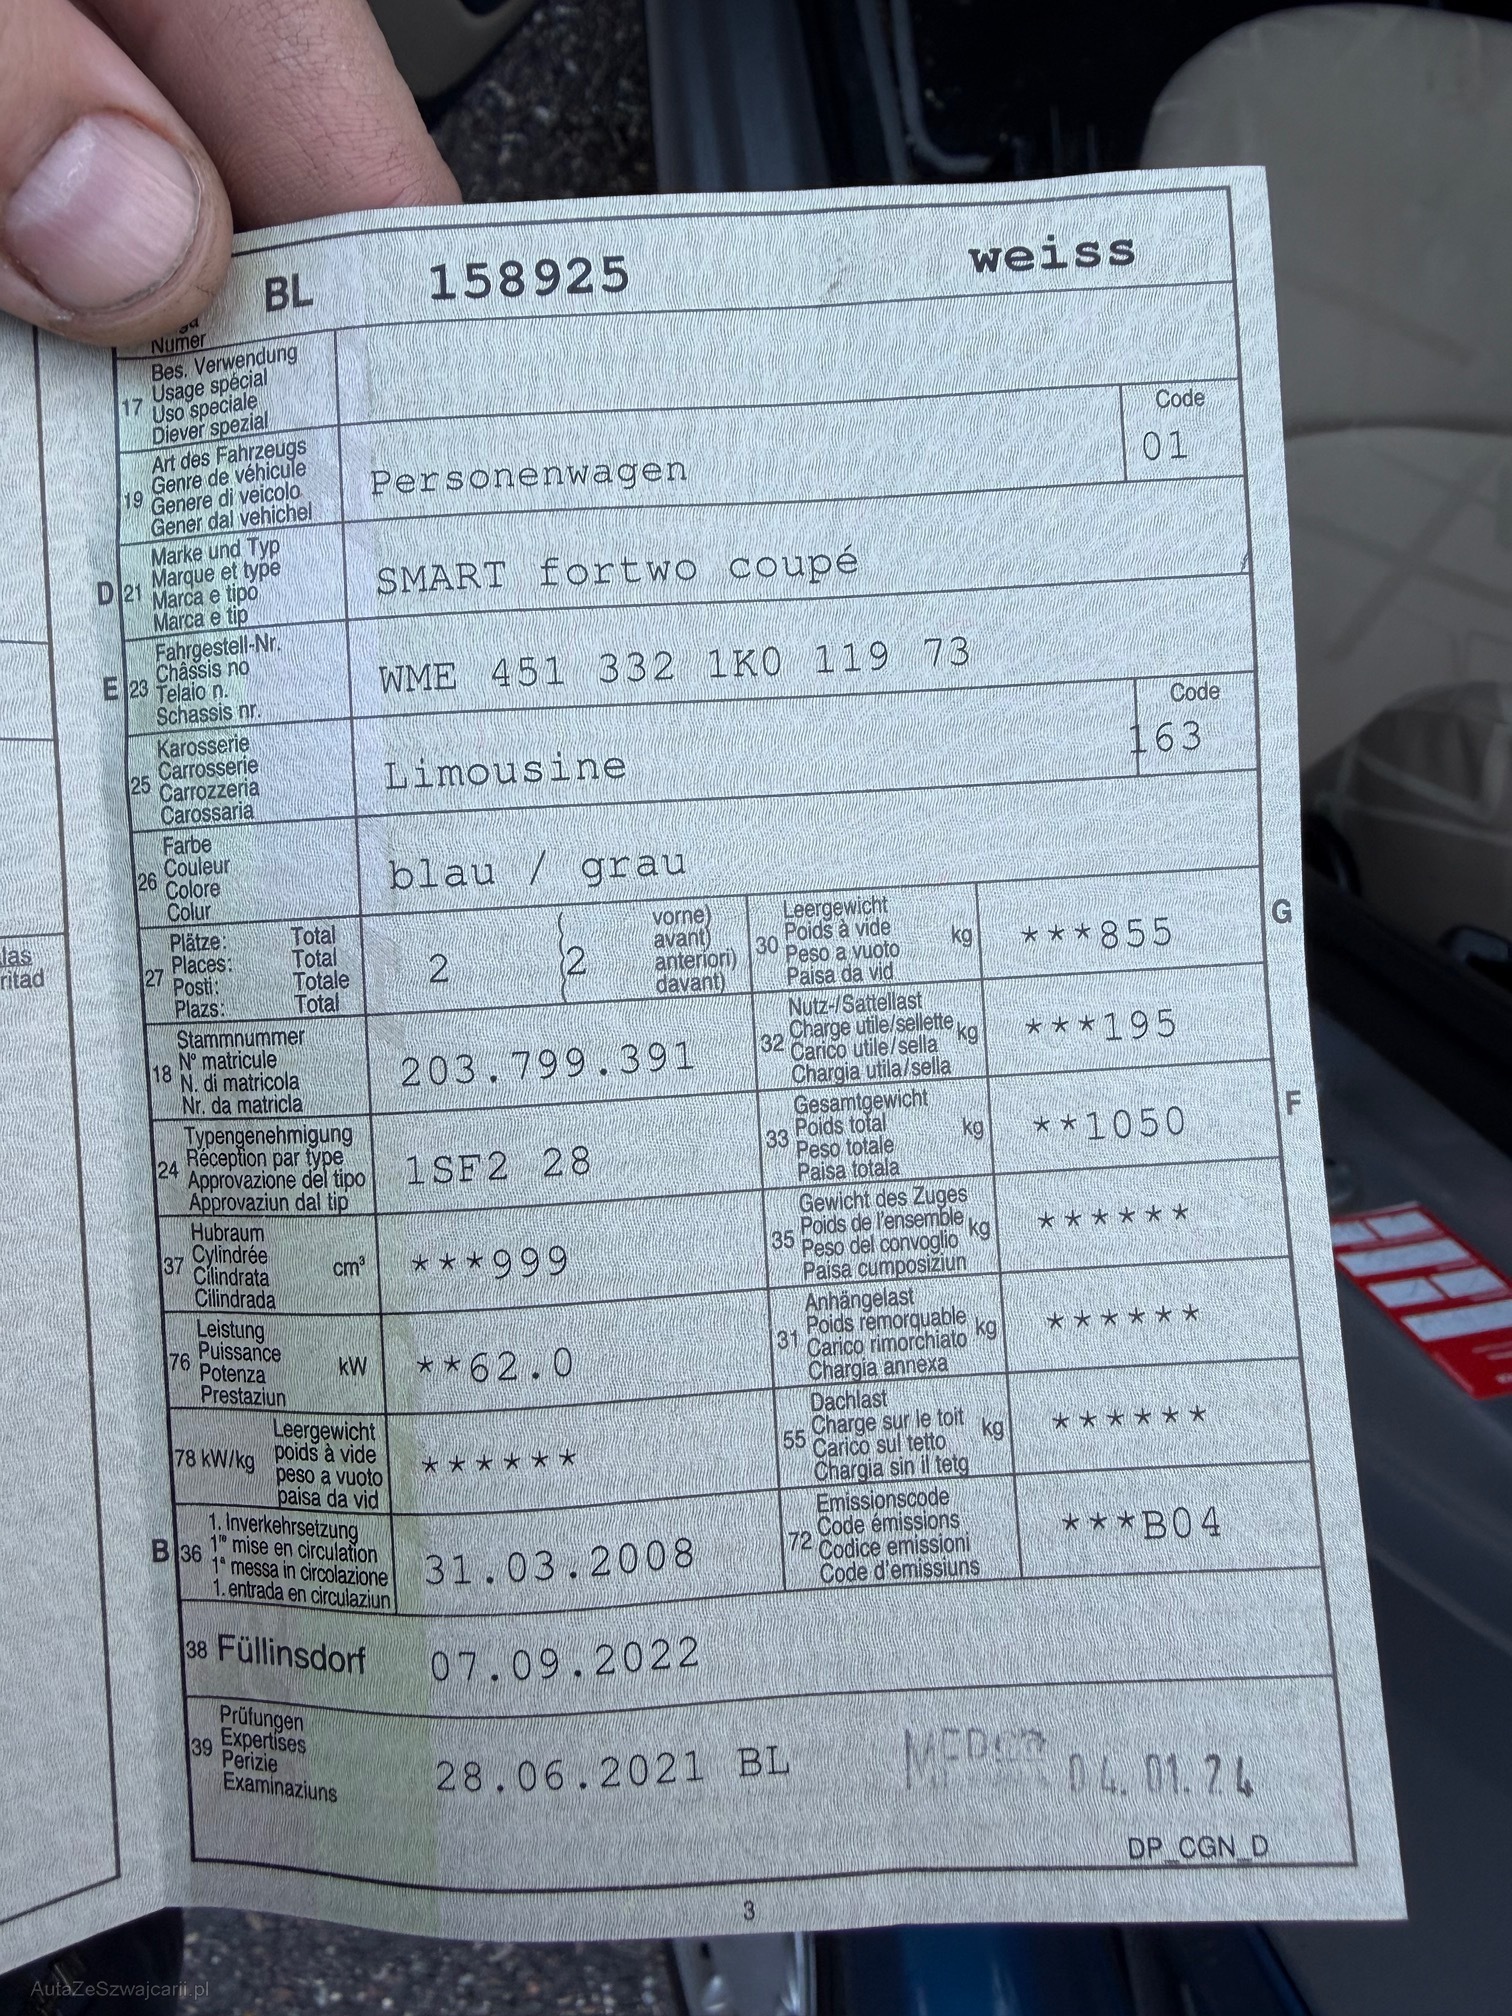 BL 158925 weiss
Numer
17 Bes. Verwendung
Usage spécial
Uso speciale
Diever spezial
19 Art des Fahrzeugs
Genre de véhicule
Genere di veicolo
Gener dal vehichel
Personenwagen
Code
01
D 21 Marke und Typ
Marque et type
Marca e tipo
Marca e tip
SMART fortwo coupé
E 23 Fahrgestell-Nr.
Châssis no
Telaio n.
Schassis nr.
WME 451 332 1K0 119 73
25 Karosserie
Carrosserie
Carrozzeria
Carossaria
Limousine
Code
163
26 Farbe
Couleur
Colore
Colur
blau / grau
27 Plätze: Total
Places: Total
Posti: Totale
Plazs: Total
2 2
vorne)
avant)
anteriori)
davant)
30 Leergewicht
Poids à vide
Peso a vuoto
Paisa da vid
kg ***855
G
18 Stammnummer
N° matricule
N. di matricola
Nr. da matricla
203.799.391
32 Nutz-/Sattellast
Charge utile/sellette
Carico utile/sella
Chargia utila/sella
kg ***195
24 Typengenehmigung
Réception par type
Approvazione del tipo
Approvaziun dal tip
1SF2 28
33 Gesamtgewicht
Poids total
Peso totale
Paisa totala
kg **1050
F
37 Hubraum
Cylindrée
Cilindrata
Cilindrada
cm³ ***999
35 Gewicht des Zuges
Poids de l'ensemble
Peso del convoglio
Paisa cumposiziun
kg ******
76 Leistung
Puissance
Potenza
Prestaziun
kW **62.0
31 Anhängelast
Poids remorquable
Carico rimorchiato
Chargia annexa
kg ******
78 kW/kg Leergewicht
poids à vide
peso a vuoto
paisa da vid
******
55 Dachlast
Charge sur le toit
Carico sul tetto
Chargia sin il tetg
kg ******
B 36 1. Inverkehrsetzung
1re mise en circulation
1a messa in circolazione
1. entrada en circulaziun
31.03.2008
72 Emissionscode
Code émissions
Codice emissioni
Code d'emissiuns
***B04
38 Füllinsdorf 07.09.2022
39 Prüfungen
Expertises
Perizie
Examinaziuns
28.06.2021 BL 04.01.24
DP_CGN_D
3
las
ritad
AutaZeSzwajcarii.pl